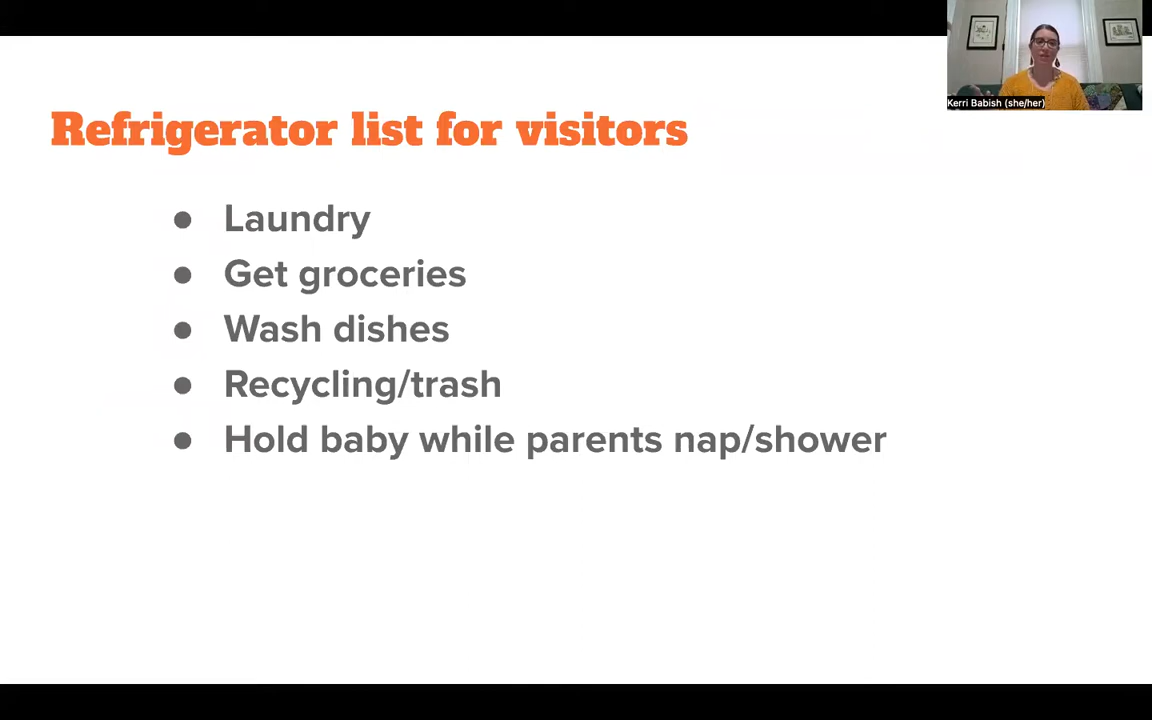 Kerri Babish (she/her)
Refrigerator list for visitors
● Laundry
● Get groceries
● Wash dishes
● Recycling/trash
● Hold baby while parents nap/shower